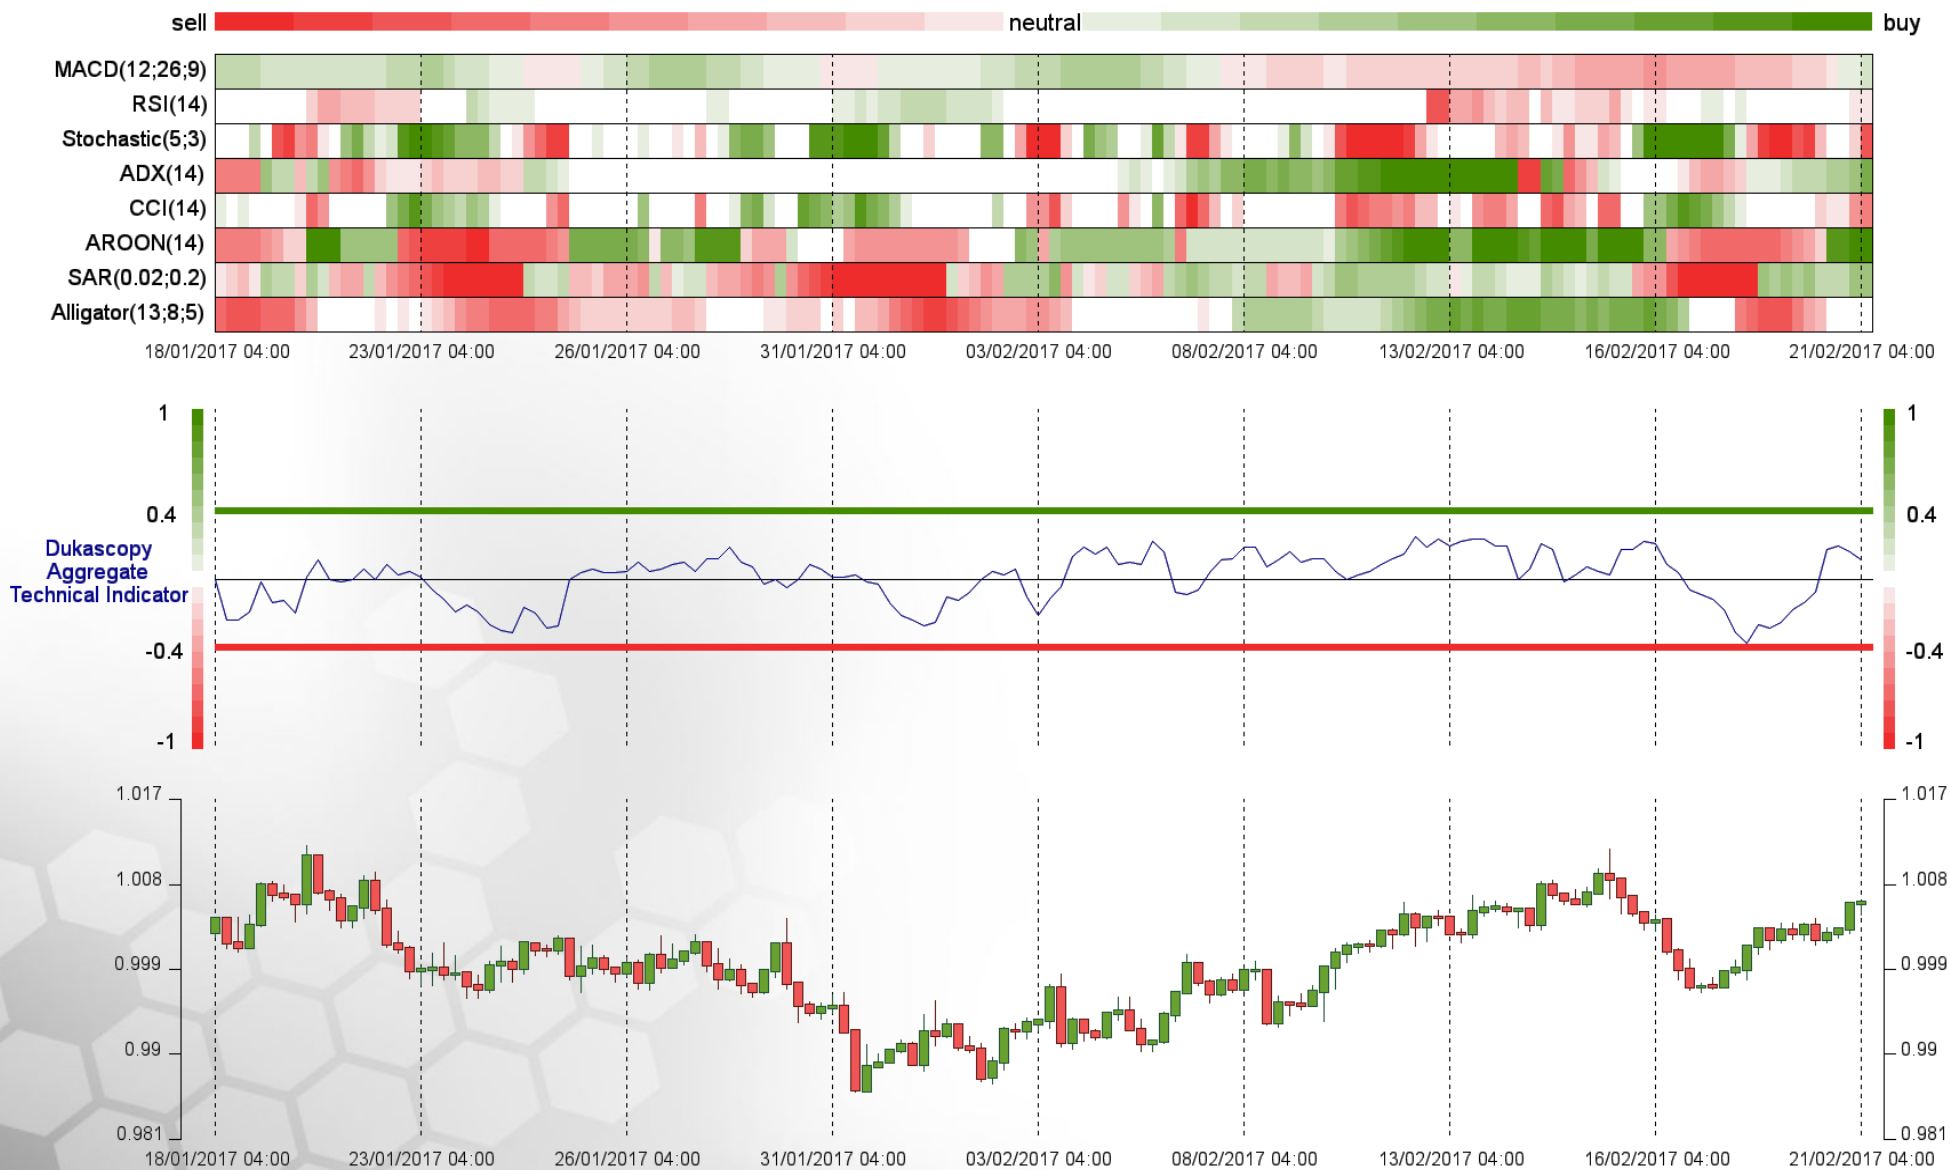 sell neutral buy
MACD(12;26;9)
RSI(14)
Stochastic(5;3)
ADX(14)
CCI(14)
AROON(14)
SAR(0.02;0.2)
Alligator(13;8;5)
18/01/2017 04:00 23/01/2017 04:00 26/01/2017 04:00 31/01/2017 04:00 03/02/2017 04:00 08/02/2017 04:00 13/02/2017 04:00 16/02/2017 04:00 21/02/2017 04:00
1 1
0.4 0.4
Dukascopy
Aggregate
Technical Indicator
-0.4 -0.4
-1 -1
1.017 1.017
1.008 1.008
0.999 0.999
0.99 0.99
0.981 0.981
18/01/2017 04:00 23/01/2017 04:00 26/01/2017 04:00 31/01/2017 04:00 03/02/2017 04:00 08/02/2017 04:00 13/02/2017 04:00 16/02/2017 04:00 21/02/2017 04:00